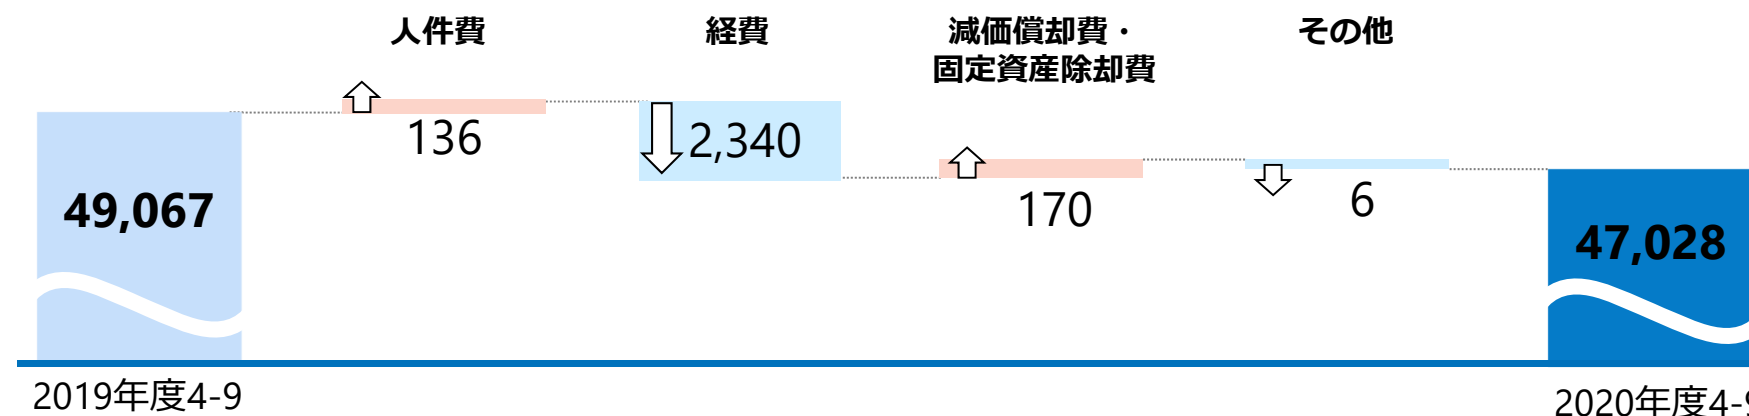 人件費
経費
減価償却費・
固定資産除却費
その他
49,067
136
2,340
170
6
47,028
2019年度4-9
2020年度4-9